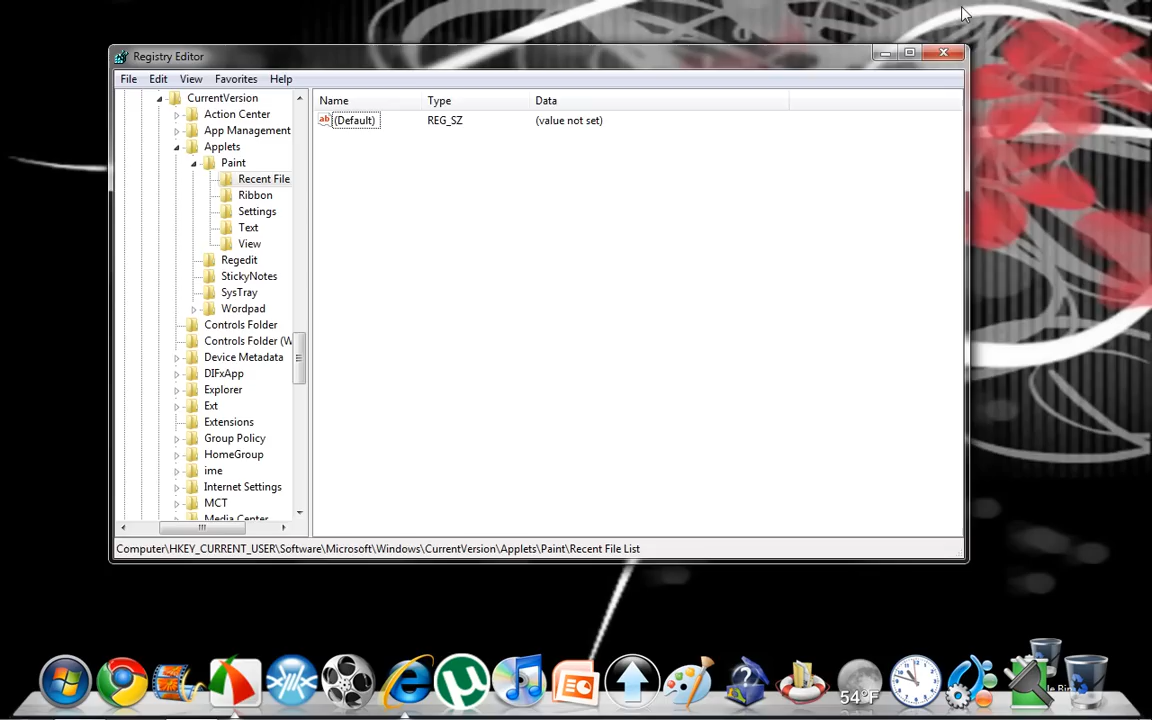 Registry Editor
File Edit View Favorites Help
CurrentVersion
Action Center
App Management
Applets
Paint
Recent File
Ribbon
Settings
Text
View
Regedit
StickyNotes
SysTray
Wordpad
Controls Folder
Controls Folder (W
Device Metadata
DIFxApp
Explorer
Ext
Extensions
Group Policy
HomeGroup
ime
Internet Settings
MCT
Media Center
Name Type Data
ab (Default) REG_SZ (value not set)
Computer\HKEY_CURRENT_USER\Software\Microsoft\Windows\CurrentVersion\Applets\Paint\Recent File List
54°F